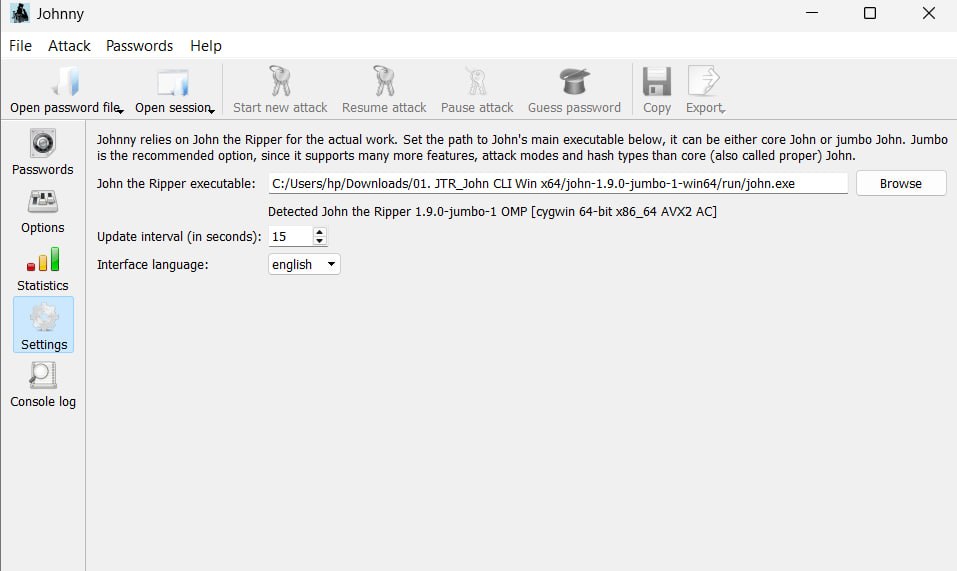 Johnny
File Attack Passwords Help
Open password file Open session Start new attack Resume attack Pause attack Guess password Copy Export
Passwords
Options
Statistics
Settings
Console log
Johnny relies on John the Ripper for the actual work. Set the path to John's main executable below, it can be either core John or jumbo John. Jumbo
is the recommended option, since it supports many more features, attack modes and hash types than core (also called proper) John.
John the Ripper executable: C:/Users/hp/Downloads/01. JTR_John CLI Win x64/john-1.9.0-jumbo-1-win64/run/john.exe Browse
Detected John the Ripper 1.9.0-jumbo-1 OMP [cygwin 64-bit x86_64 AVX2 AC]
Update interval (in seconds): 15
Interface language: english